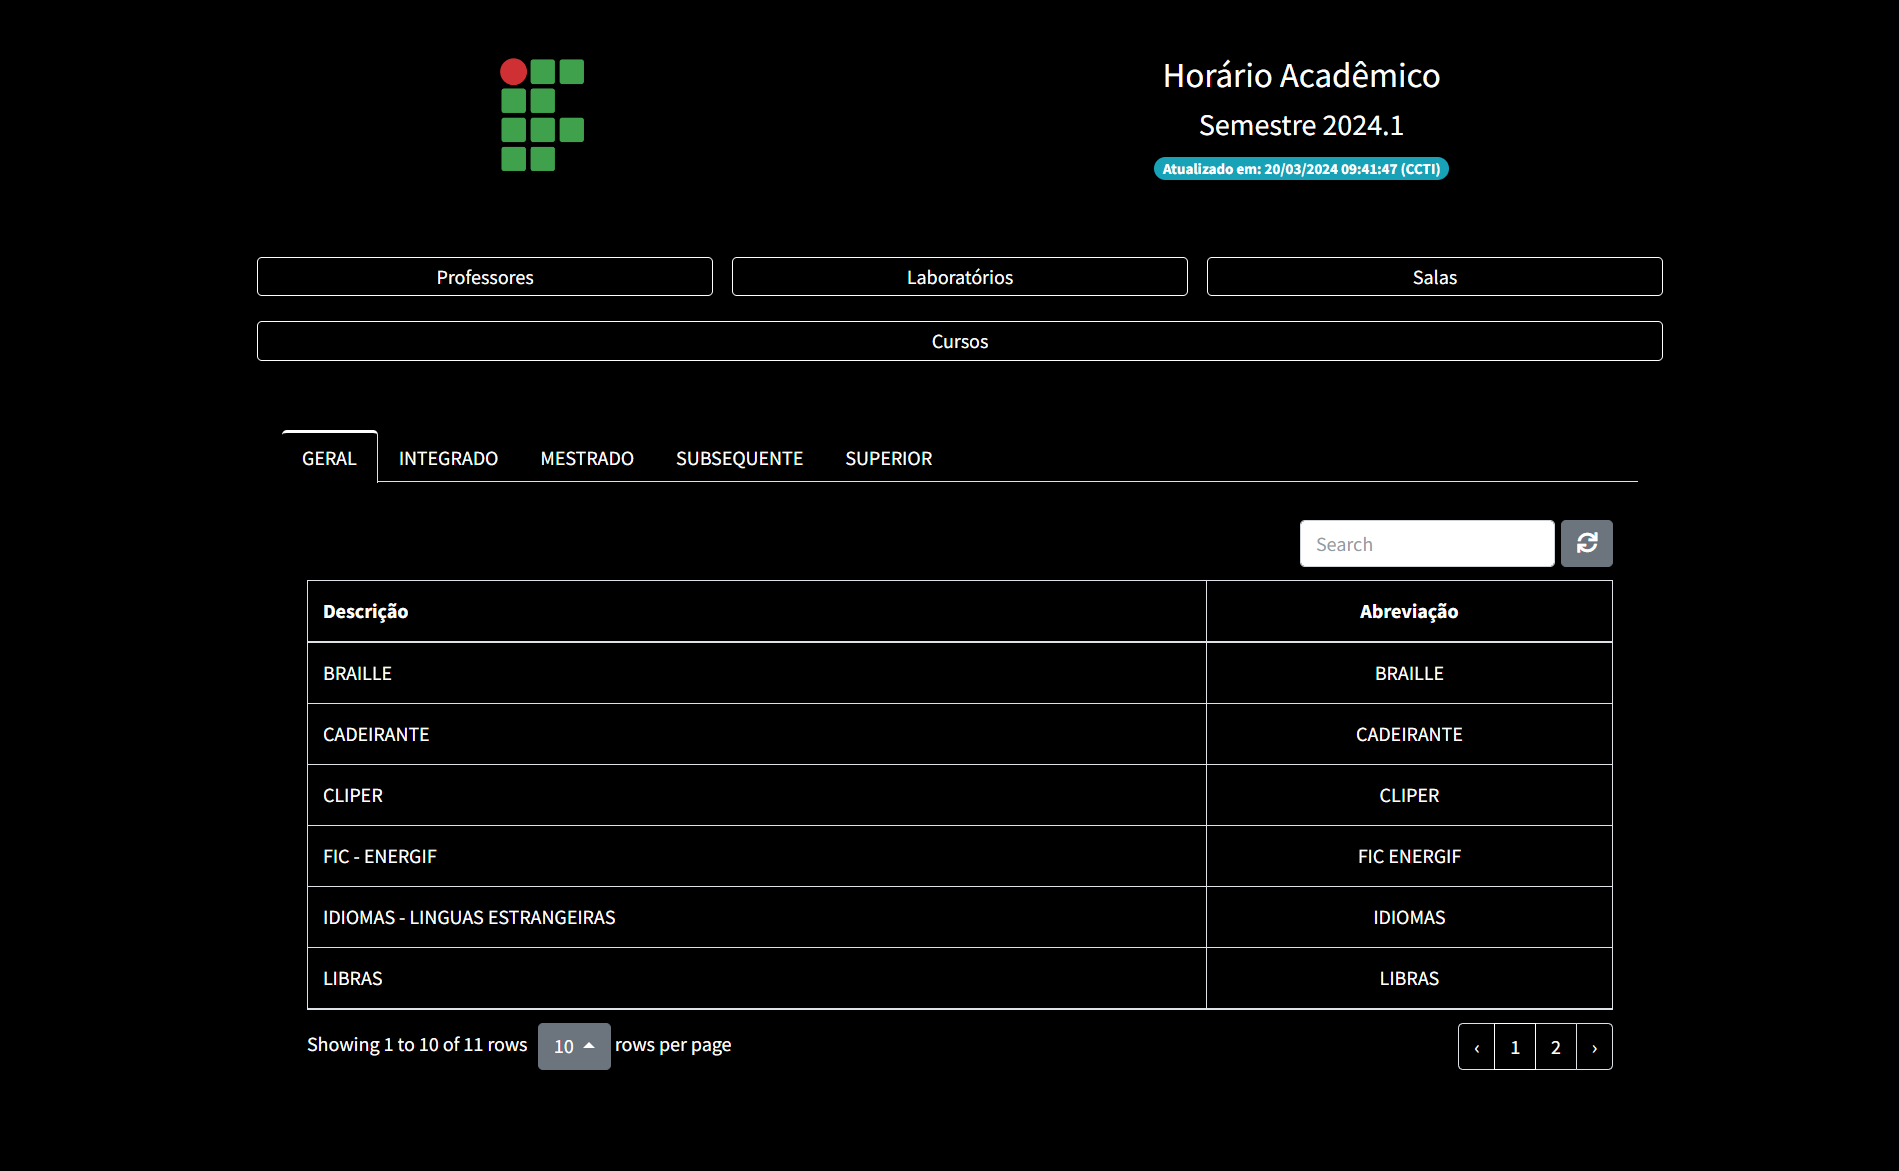 Horário Acadêmico
Semestre 2024.1
Atualizado em: 20/03/2024 09:41:47 (CCTI)
Professores Laboratórios Salas
Cursos
GERAL INTEGRADO MESTRADO SUBSEQUENTE SUPERIOR
Search
Descrição Abreviação
BRAILLE BRAILLE
CADEIRANTE CADEIRANTE
CLIPER CLIPER
FIC - ENERGIF FIC ENERGIF
IDIOMAS - LINGUAS ESTRANGEIRAS IDIOMAS
LIBRAS LIBRAS
Showing 1 to 10 of 11 rows 10 rows per page ‹ 1 2 ›